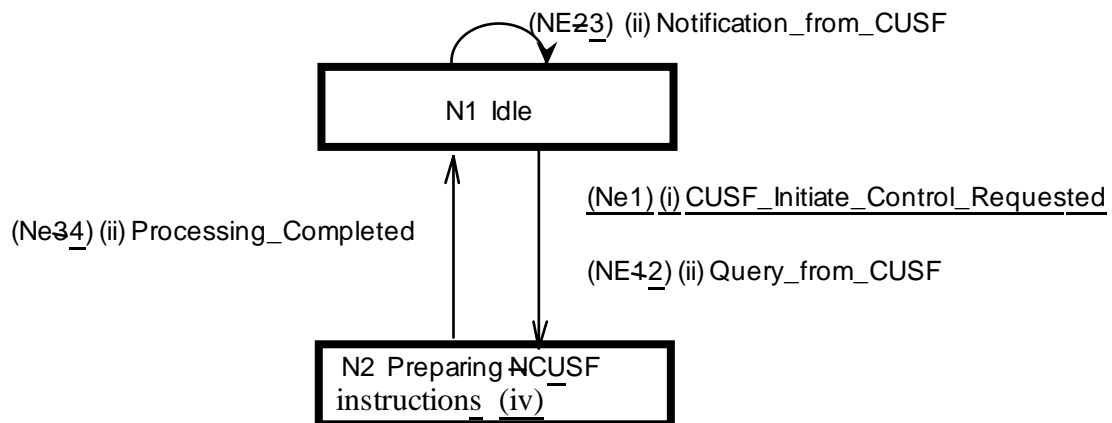 (NE23) (ii) Notification_from_CUSF
N1 Idle
(Ne1) (i) CUSF_Initiate_Control_Requested
(Ne34) (ii) Processing_Completed
(NE12) (ii) Query_from_CUSF
N2 Preparing NCUSF
instructions (iv)